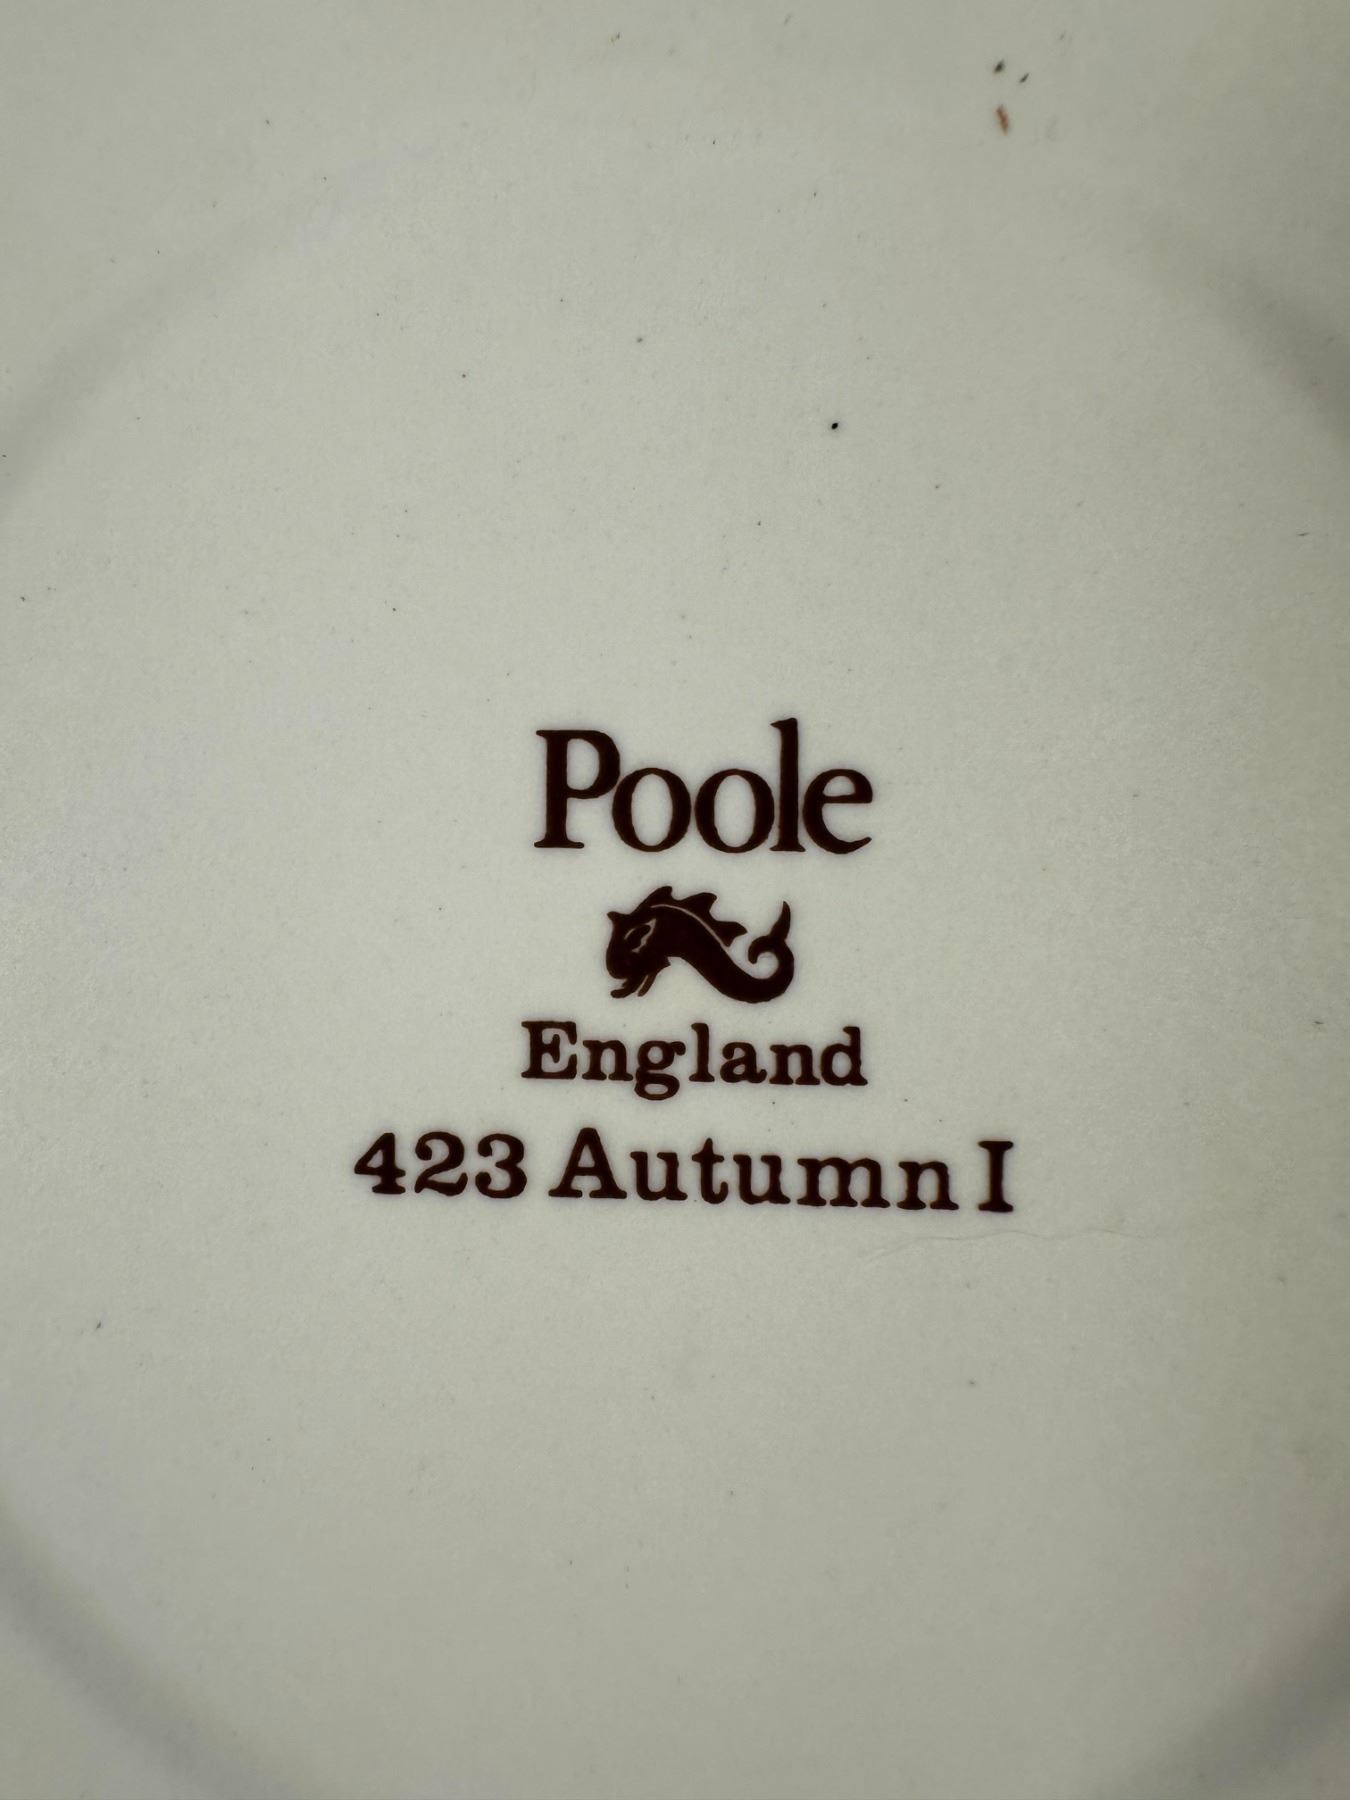 Poole
England
423 Autumn I